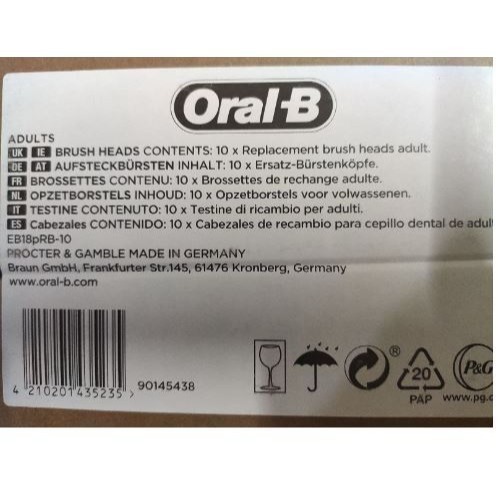 Oral-B
ADULTS
UK IE BRUSH HEADS CONTENTS: 10 x Replacement brush heads adult.
DE AT AUFSTECKBÜRSTEN INHALT: 10 x Ersatz-Bürstenköpfe.
FR BROSSETTES CONTENU: 10 x Brossettes de rechange adulte.
NL OPZETBORSTELS INHOUD: 10 x Opzetborstels voor volwassenen.
IT TESTINE CONTENUTO: 10 x Testine di ricambio per adulti.
ES Cabezales CONTENIDO: 10 x Cabezales de recambio para cepillo dental de adul
EB18pRB-10
PROCTER & GAMBLE MADE IN GERMANY
Braun GmbH, Frankfurter Str.145, 61476 Kronberg, Germany
www.oral-b.com
4 210201 435235 > 90145438
®
20
PAP
P&G
www.pg.c